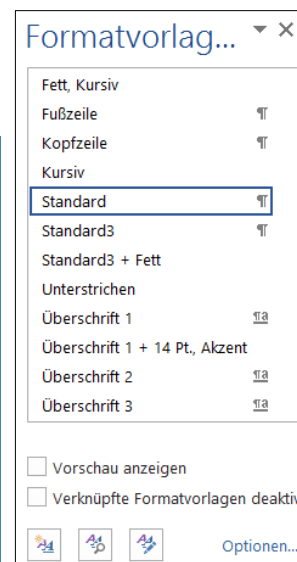 Formatvorlag...
Fett, Kursiv
Fußzeile ¶
Kopfzeile ¶
Kursiv
Standard ¶
Standard3 ¶
Standard3 + Fett
Unterstrichen
Überschrift 1 ¶a
Überschrift 1 + 14 Pt., Akzent
Überschrift 2 ¶a
Überschrift 3 ¶a
Vorschau anzeigen
Verknüpfte Formatvorlagen deaktiv
Optionen...